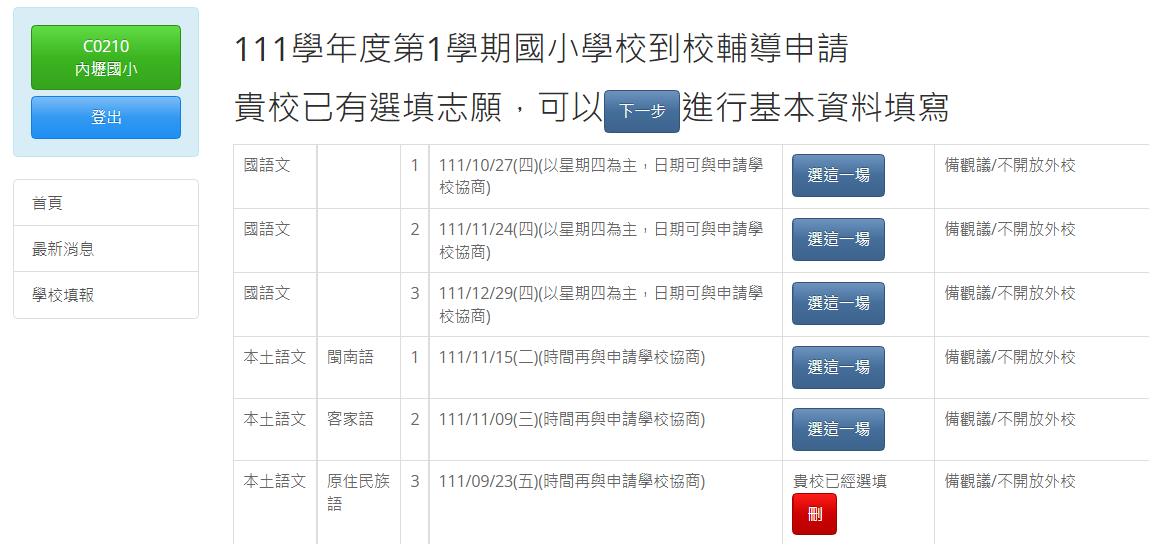 C0210
內壢國小
登出
首頁
最新消息
學校填報
111學年度第1學期國小學校到校輔導申請
貴校已有選填志願，可以下一步進行基本資料填寫
國語文 1 111/10/27(四)(以星期四為主，日期可與申請學校協商) 選這一場 備觀議/不開放外校
國語文 2 111/11/24(四)(以星期四為主，日期可與申請學校協商) 選這一場 備觀議/不開放外校
國語文 3 111/12/29(四)(以星期四為主，日期可與申請學校協商) 選這一場 備觀議/不開放外校
本土語文 閩南語 1 111/11/15(二)(時間再與申請學校協商) 選這一場 備觀議/不開放外校
本土語文 客家語 2 111/11/09(三)(時間再與申請學校協商) 選這一場 備觀議/不開放外校
本土語文 原住民族語 3 111/09/23(五)(時間再與申請學校協商) 貴校已經選填 刪 備觀議/不開放外校